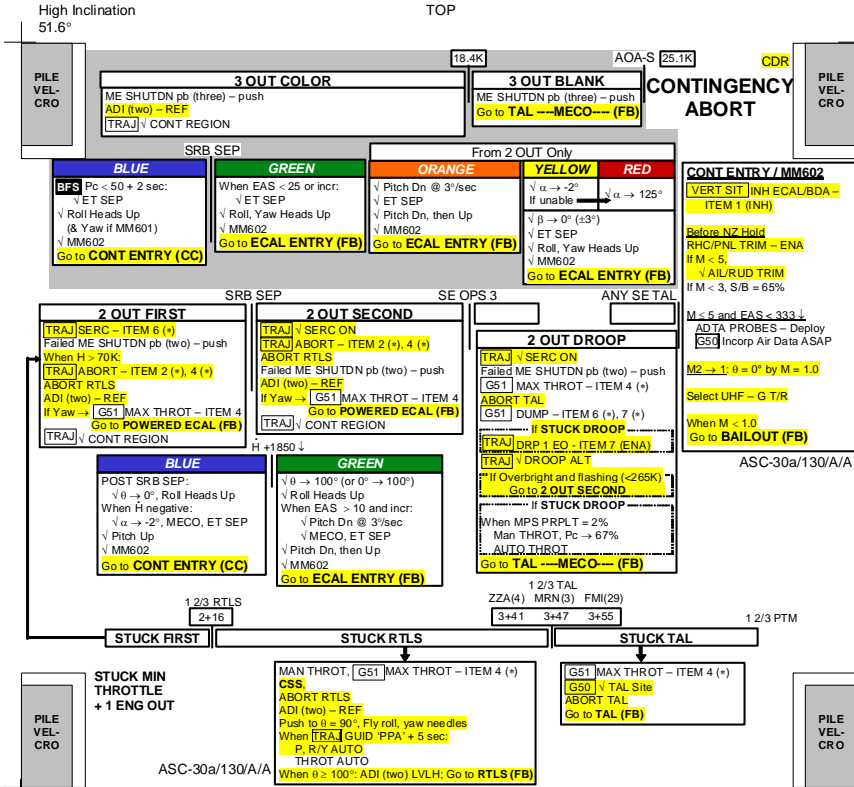 High Inclination
51.6°
TOP
PILE
VEL-
CRO
18.4K
AOA-S 25.1K
CDR
PILE
VEL-
CRO
CONTINGENCY
ABORT
3 OUT COLOR
ME SHUTDN pb (three) – push
ADI (two) – REF
TRAJ √ CONT REGION
3 OUT BLANK
ME SHUTDN pb (three) – push
Go to TAL ----MECO---- (FB)
SRB SEP
From 2 OUT Only
BLUE
BFS Pc < 50 + 2 sec:
√ ET SEP
√ Roll Heads Up
(& Yaw if MM601)
√ MM602
Go to CONT ENTRY (CC)
GREEN
When EAS < 25 or incr:
√ ET SEP
√ Roll, Yaw Heads Up
√ MM602
Go to ECAL ENTRY (FB)
ORANGE
√ Pitch Dn @ 3°/sec
√ ET SEP
√ Pitch Dn, then Up
√ MM602
Go to ECAL ENTRY (FB)
YELLOW
RED
√ α → -2°
If unable
√ α → 125°
√ β → 0° (±3°)
√ ET SEP
√ Roll, Yaw Heads Up
√ MM602
Go to ECAL ENTRY (FB)
CONT ENTRY / MM602
VERT SIT INH ECAL/BDA –
ITEM 1 (INH)
Before NZ Hold
RHC/PNL TRIM – ENA
If M < 5,
√ AIL/RUD TRIM
If M < 3, S/B = 65%
M ≤ 5 and EAS < 333 ↓
ADTA PROBES – Deploy
G50 Incorp Air Data ASAP
M2 → 1: θ = 0° by M = 1.0
Select UHF – G T/R
When M < 1.0
Go to BAILOUT (FB)
ASC-30a/130/A/A
SRB SEP
SE OPS 3
ANY SE TAL
2 OUT FIRST
TRAJ SERC – ITEM 6 (*)
Failed ME SHUTDN pb (two) – push
When H > 70K:
TRAJ ABORT – ITEM 2 (*), 4 (*)
ABORT RTLS
ADI (two) – REF
If Yaw → G51 MAX THROT – ITEM 4
Go to POWERED ECAL (FB)
TRAJ √ CONT REGION
2 OUT SECOND
TRAJ √ SERC ON
TRAJ ABORT – ITEM 2 (*), 4 (*)
ABORT RTLS
Failed ME SHUTDN pb (two) – push
ADI (two) – REF
If Yaw → G51 MAX THROT – ITEM 4
Go to POWERED ECAL (FB)
TRAJ √ CONT REGION
2 OUT DROOP
TRAJ √ SERC ON
Failed ME SHUTDN pb (two) – push
G51 MAX THROT – ITEM 4 (*)
ABORT TAL
G51 DUMP – ITEM 6 (*), 7 (*)
If STUCK DROOP
TRAJ DRP 1 EO - ITEM 7 (ENA)
TRAJ √ DROOP ALT
If Overbright and flashing (<265K)
Go to 2 OUT SECOND
If STUCK DROOP
When MPS PRPLT = 2%
Man THROT, Pc → 67%
AUTO THROT
Go to TAL ----MECO---- (FB)
Ḣ +1850 ↓
BLUE
POST SRB SEP:
√ θ → 0°, Roll Heads Up
When Ḣ negative:
√ α → -2°, MECO, ET SEP
√ Pitch Up
√ MM602
Go to CONT ENTRY (CC)
GREEN
√ θ → 100° (or 0° → 100°)
√ Roll Heads Up
When EAS > 10 and incr:
√ Pitch Dn @ 3°/sec
√ MECO, ET SEP
√ Pitch Dn, then Up
√ MM602
Go to ECAL ENTRY (FB)
1 2/3 RTLS
2+16
1 2/3 TAL
ZZA(4) MRN(3) FMI(29)
3+41 3+47 3+55
1 2/3 PTM
STUCK FIRST
STUCK RTLS
STUCK TAL
STUCK MIN
THROTTLE
+ 1 ENG OUT
MAN THROT, G51 MAX THROT – ITEM 4 (*)
CSS,
ABORT RTLS
ADI (two) – REF
Push to θ = 90°, Fly roll, yaw needles
When TRAJ GUID 'PPA' + 5 sec:
P, R/Y AUTO
THROT AUTO
When θ ≥ 100°: ADI (two) LVLH; Go to RTLS (FB)
G51 MAX THROT – ITEM 4 (*)
G50 √ TAL Site
ABORT TAL
Go to TAL (FB)
PILE
VEL-
CRO
ASC-30a/130/A/A
PILE
VEL-
CRO